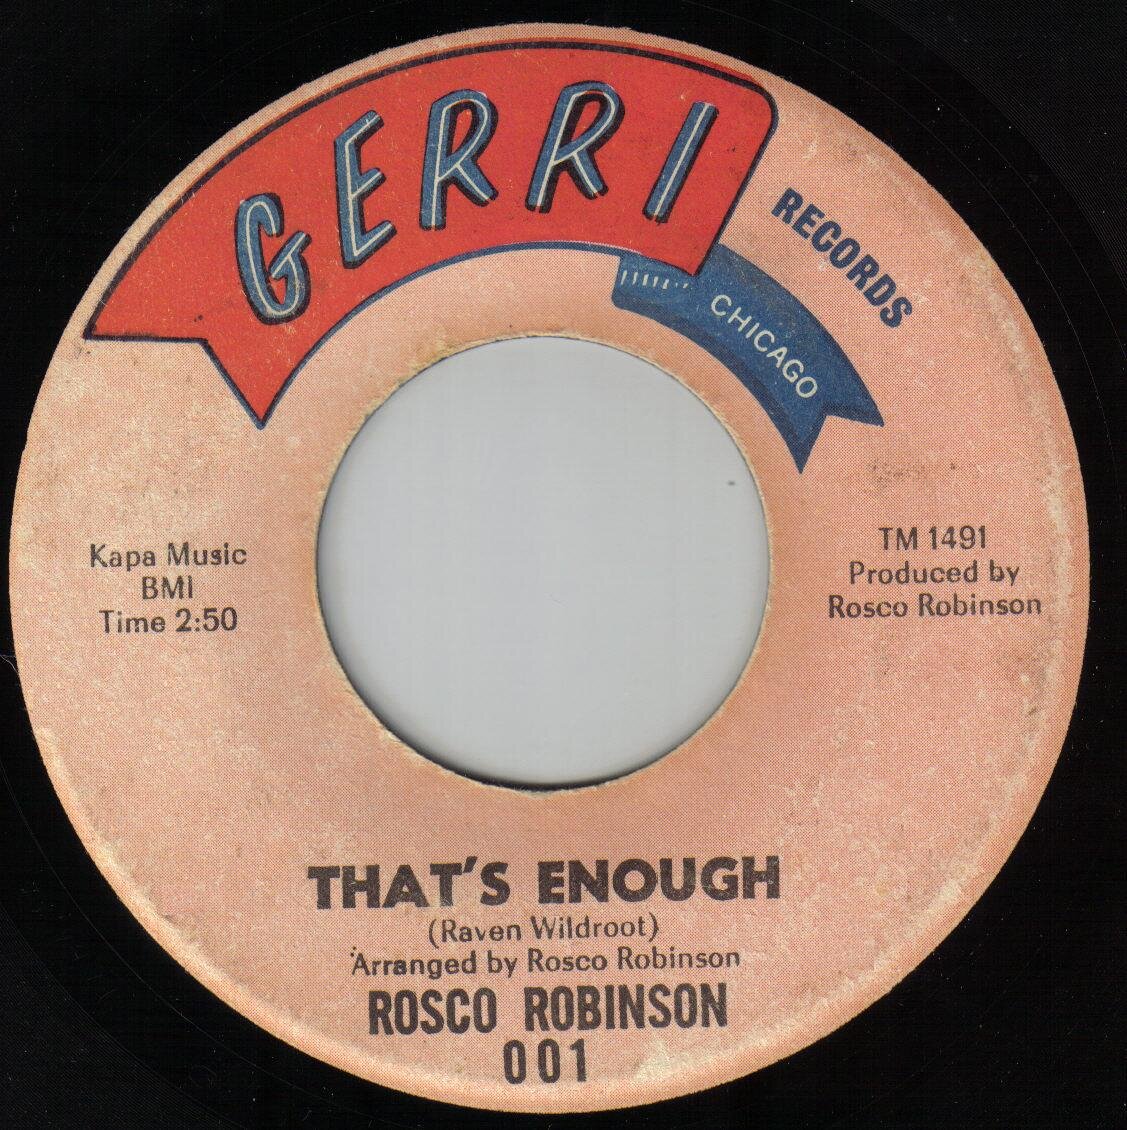 GERRI
RECORDS
CHICAGO
Kapa Music
BMI
Time 2:50
TM 1491
Produced by
Rosco Robinson
THAT'S ENOUGH
(Raven Wildroot)
Arranged by Rosco Robinson
ROSCO ROBINSON
001